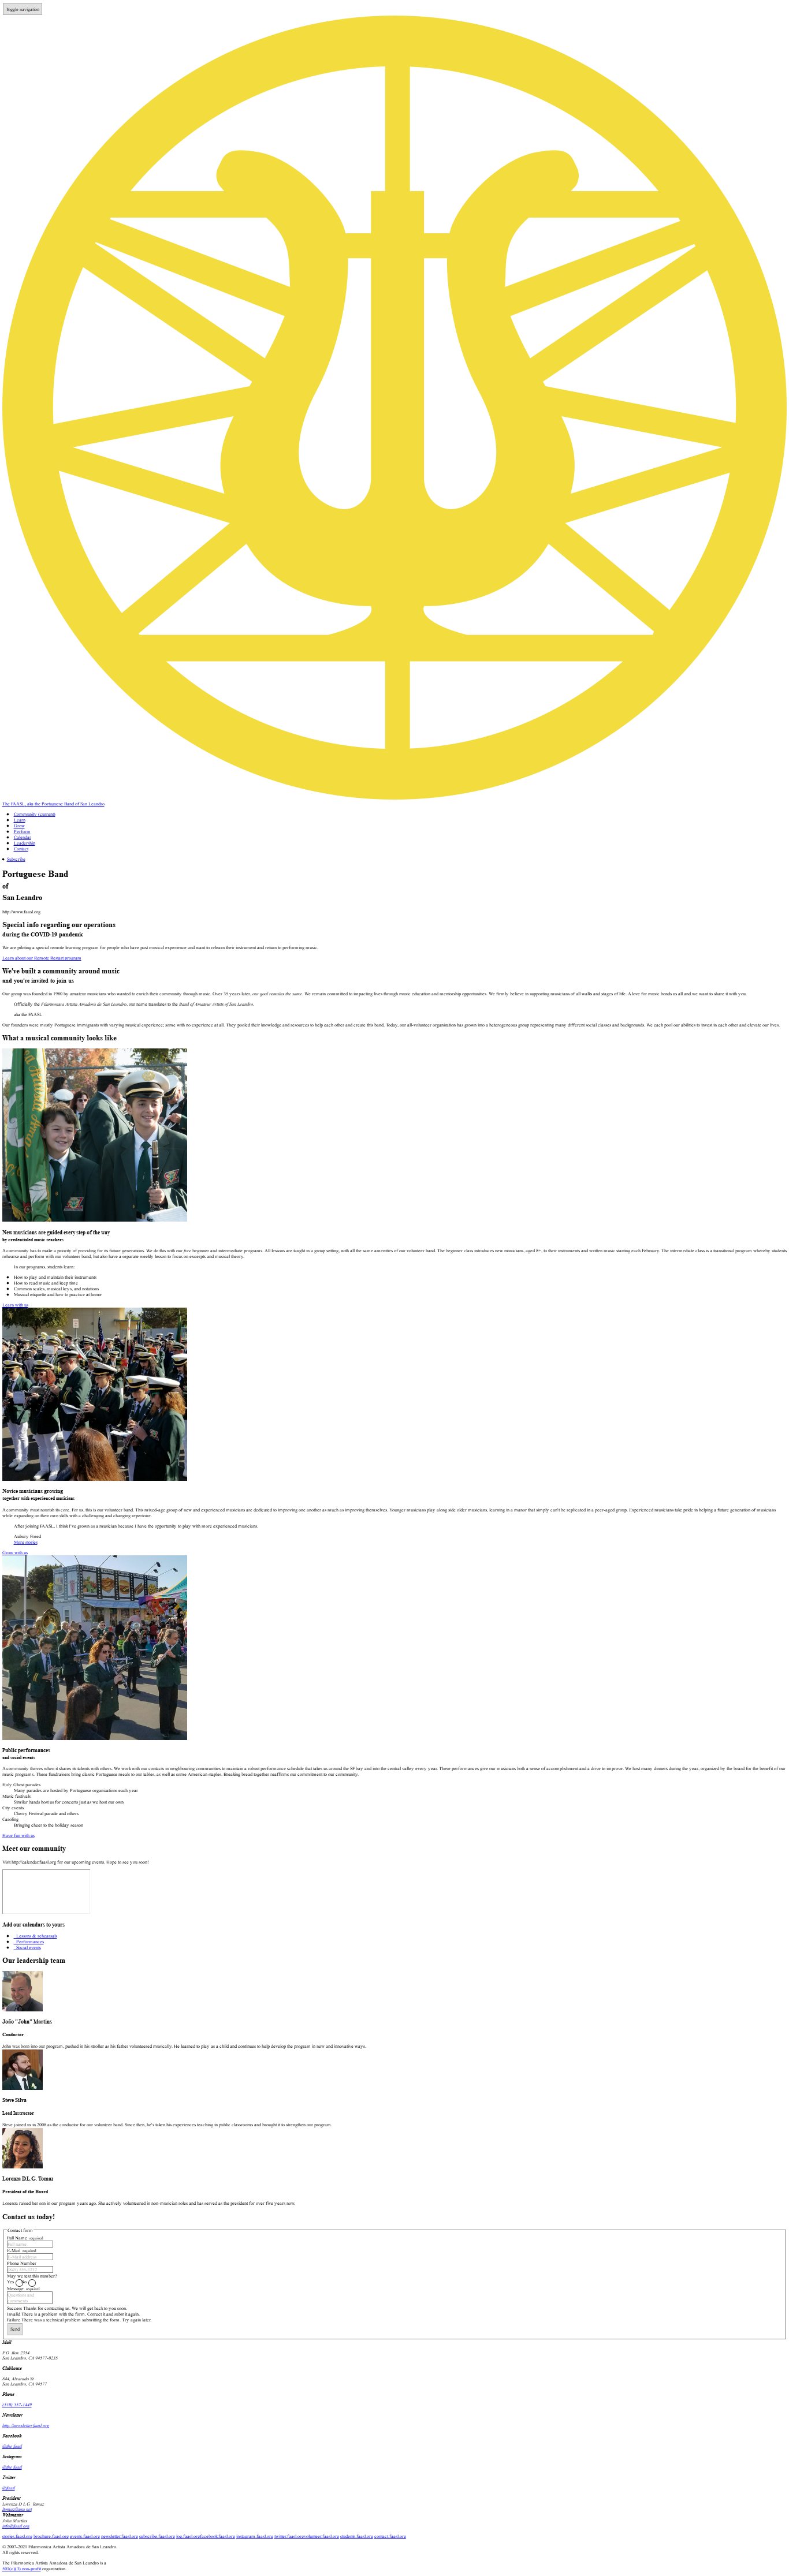 Toggle navigation
The FAASL, aka the Portuguese Band of San Leandro
Community (current)
Learn
Grow
Perform
Calendar
Leadership
Contact
Subscribe
Portuguese Band
of
San Leandro
http://www.faasl.org
Special info regarding our operations
during the COVID-19 pandemic
We are piloting a special remote learning program for people who have past musical experience and want to relearn their instrument and return to performing music.
Learn about our Remote Restart program
We've built a community around music
and you're invited to join us
Our group was founded in 1980 by amateur musicians who wanted to enrich their community through music. Over 35 years later, our goal remains the same. We remain committed to impacting lives through music education and mentorship opportunities. We firmly believe in supporting musicians of all walks and stages of life. A love for music bonds us all and we want to share it with you.
Officially the Filarmonica Artista Amadora de San Leandro, our name translates to the Band of Amateur Artists of San Leandro.
aka the FAASL
Our founders were mostly Portuguese immigrants with varying musical experience; some with no experience at all. They pooled their knowledge and resources to help each other and create this band. Today, our all-volunteer organization has grown into a heterogeneous group representing many different social classes and backgrounds. We each pool our abilities to invest in each other and elevate our lives.
What a musical community looks like
New musicians are guided every step of the way
by credentialed music teachers
A community has to make a priority of providing for its future generations. We do this with our free beginner and intermediate programs. All lessons are taught in a group setting, with all the same amenities of our volunteer band. The beginner class introduces new musicians, aged 8+, to their instruments and written music starting each February. The intermediate class is a transitional program whereby students
rehearse and perform with our volunteer band, but also have a separate weekly lesson to focus on excerpts and musical theory.
In our programs, students learn:
How to play and maintain their instruments
How to read music and keep time
Common scales, musical keys, and notations
Musical etiquette and how to practice at home
Learn with us
Novice musicians growing
together with experienced musicians
A community must nourish its core. For us, this is our volunteer band. This mixed-age group of new and experienced musicians are dedicated to improving one another as much as improving themselves. Younger musicians play along side older musicians, learning in a manor that simply can't be replicated in a peer-aged group. Experienced musicians take pride in helping a future generation of musicians
while expanding on their own skills with a challenging and changing repertoire.
After joining FAASL, I think I've grown as a musician because I have the opportunity to play with more experienced musicians.
More stories
Grow with us
Public performances
and social events
A community thrives when it shares its talents with others. We work with our contacts in neighboring communities to maintain a robust performance schedule that takes us around the SF bay and into the central valley every year. These performances give our musicians both a sense of accomplishment and a drive to improve. We host many dinners during the year, organized by the board for the benefit of our
music programs. These fundraisers bring classic Portuguese meals to our tables, as well as some American staples. Breaking bread together reaffirms our commitment to our community.
Holy Ghost parades
Many parades are hosted by Portuguese organizations each year
Music festivals
Similar bands host us for concerts just as we host our own
City events
Cherry Festival parade and others
Caroling
Bringing cheer to the holiday season
Have fun with us
Meet our community
Visit http://calendar.faasl.org for our upcoming events. Hope to see you soon!
Add our calendars to yours
Lessons & rehearsals
Performances
Social events
Our leadership team
João "John" Martins
Conductor
John was born into our program, pushed in his stroller as his father volunteered musically. He learned to play as a child and continues to help develop the program in new and innovative ways.
Steve Silva
Lead Instructor
Steve joined us in 2008 as the conductor for our volunteer band. Since then, he's taken his experiences teaching in public classrooms and brought it to strengthen our program.
Lorenza D.L.G. Tomaz
President of the Board
Lorenza raised her son in our program years ago. She actively volunteered in non-musician roles and has served as the president for over five years now.
Contact us today!
Contact form
Full Name required
E-Mail required
Phone Number
May we text this number?
Yes No
Message required
Success Thanks for contacting us. We will get back to you soon.
Invalid There is a problem with the form. Correct it and submit again.
Failure There was a technical problem submitting the form. Try again later.
Send
Mail
P.O. Box 2354
San Leandro, CA 94577-0235
Clubhouse
San Leandro, CA 94577
Phone
Newsletter
http://newsletter.faasl.org
Facebook
@the.faasl
Instagram
@the.faasl
Twitter
@faasl
President
Lorenza D.L.G. Tomaz
Webmaster
John Martins
info@faasl.org
stories.faasl.org brochure.faasl.org events.faasl.org newsletter.faasl.org subscribe.faasl.org faq.faasl.org facebook.faasl.org instagram.faasl.org twitter.faasl.org volunteer.faasl.org students.faasl.org contact.faasl.org
© 2007-2021 Filarmonica Artista Amadora de San Leandro.
All rights reserved.
The Filarmonica Artista Amadora de San Leandro is a
501(c)(3) non-profit organization.